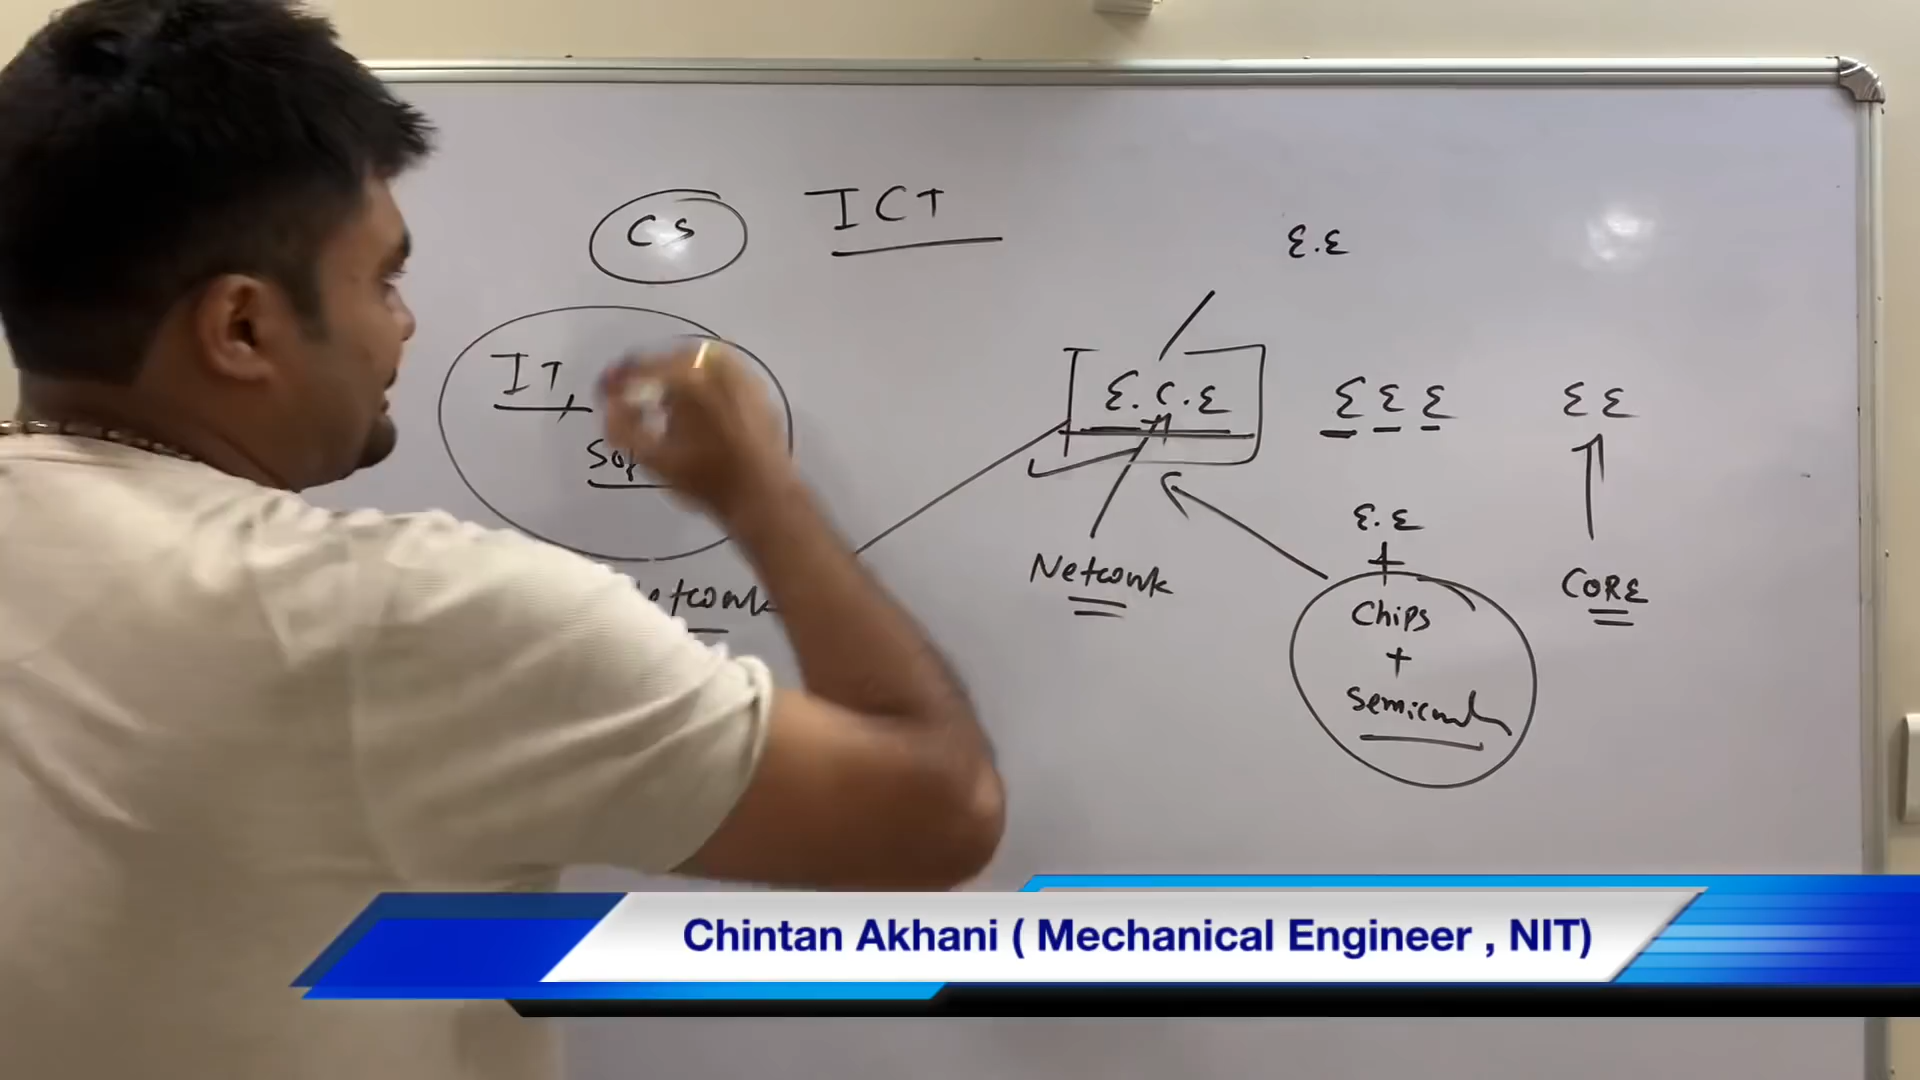 CS
ICT
E.E
IT,
E.C.E
EEE
EE
E.E
+
Network
CORE
Chips
+
Chintan Akhani ( Mechanical Engineer , NIT)